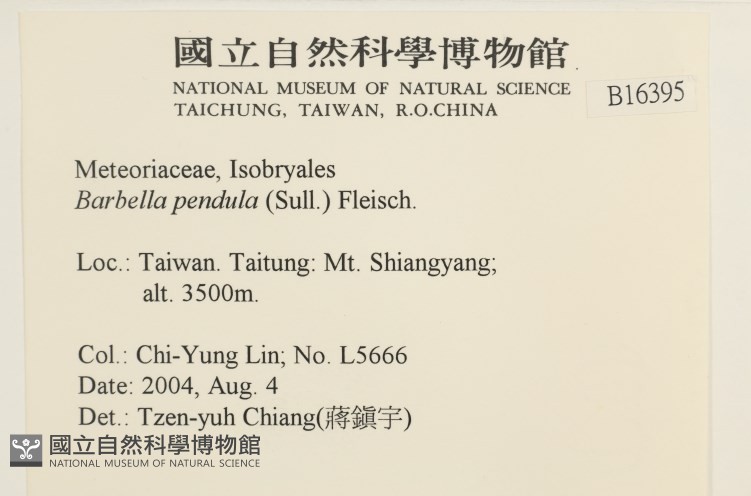 國立自然科學博物館
NATIONAL MUSEUM OF NATURAL SCIENCE
TAICHUNG, TAIWAN, R.O.CHINA
B16395
Meteoriaceae, Isobryales
Barbella pendula (Sull.) Fleisch.
Loc.: Taiwan. Taitung: Mt. Shiangyang;
alt. 3500m.
Col.: Chi-Yung Lin; No. L5666
Date: 2004, Aug. 4
Det.: Tzen-yuh Chiang(蔣鎭宇)
國立自然科學博物館
NATIONAL MUSEUM OF NATURAL SCIENCE